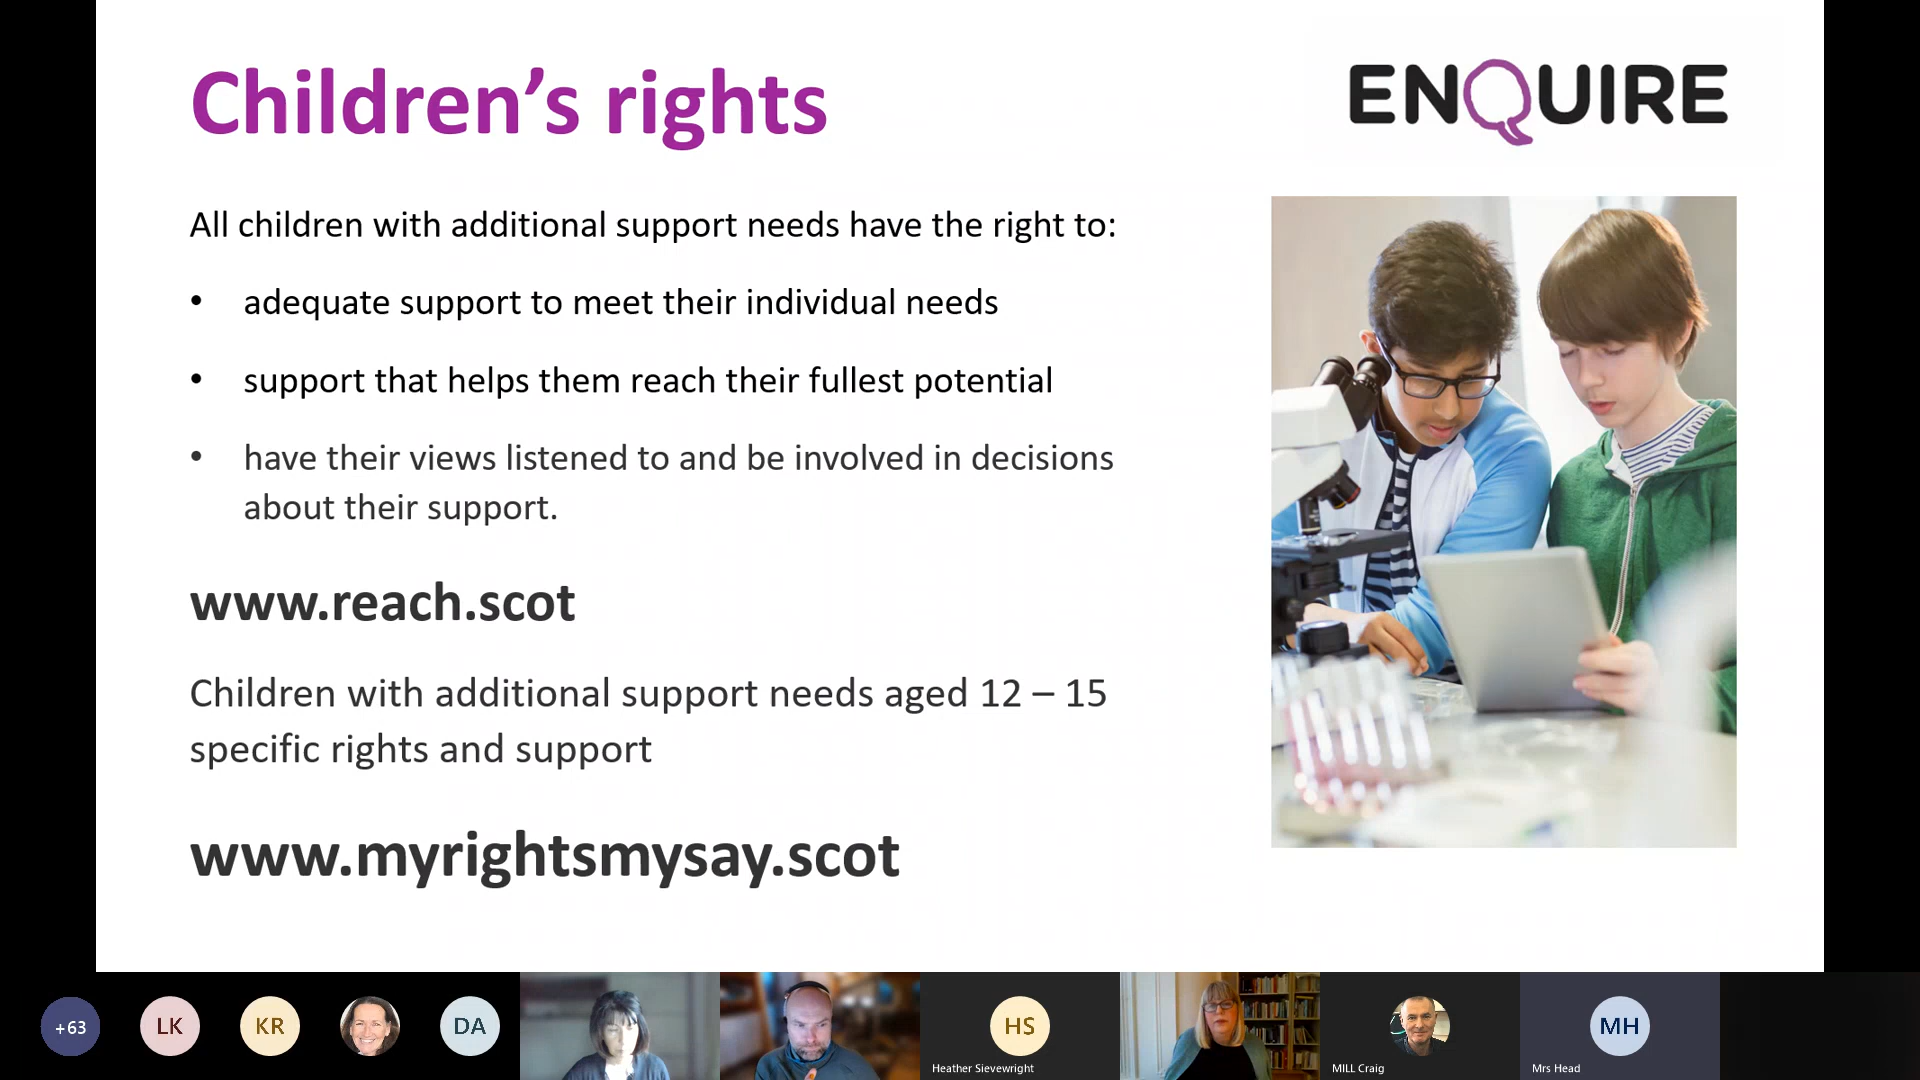 Children’s rights
ENQUIRE
All children with additional support needs have the right to:
• adequate support to meet their individual needs
• support that helps them reach their fullest potential
• have their views listened to and be involved in decisions
about their support.
www.reach.scot
Children with additional support needs aged 12 – 15
specific rights and support
www.myrightsmysay.scot
+63
LK
KR
DA
HS
Heather Sievewright
MILL Craig
MH
Mrs Head